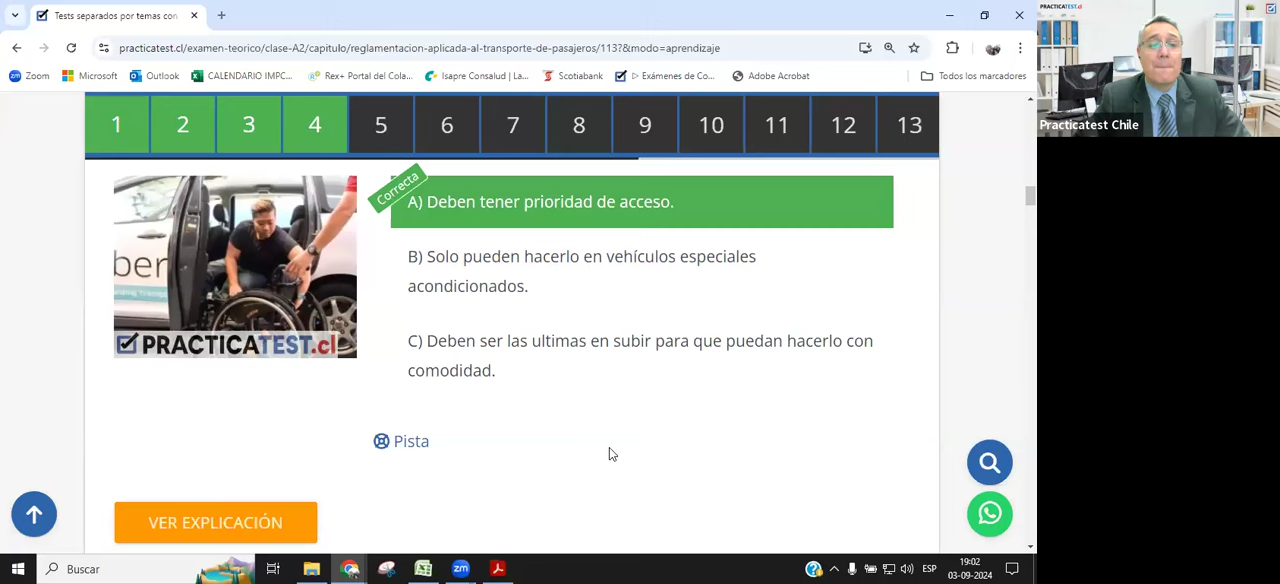 Tests separados por temas con
practicatest.cl/examen-teorico/clase-A2/capitulo/reglamentacion-aplicada-al-transporte-de-pasajeros/113?&modo=aprendizaje
Zoom
Microsoft
Outlook
CALENDARIO IMPC...
Rex+ Portal del Cola...
Isapre Consalud | La...
Scotiabank
▷ Exámenes de Co...
Adobe Acrobat
Todos los marcadores
PRACTICATEST.cl
Practicatest Chile
1 2 3 4 5 6 7 8 9 10 11 12 13
Correcta
A) Deben tener prioridad de acceso.
B) Solo pueden hacerlo en vehículos especiales
acondicionados.
C) Deben ser las ultimas en subir para que puedan hacerlo con
comodidad.
ber
PRACTICATEST.cl
Pista
VER EXPLICACIÓN
Buscar
ESP
19:02
03-09-2024